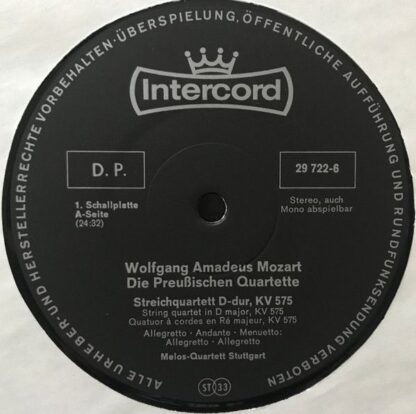 ALLE URHEBER- UND HERSTELLERRECHTE VORBEHALTEN · ÜBERSPIELUNG, ÖFFENTLICHE AUFFÜHRUNG UND RUNDFUNKSENDUNG VERBOTEN
Intercord
D. P.
29 722-6
1. Schallplatte
A-Seite
(24:32)
Stereo, auch
Mono abspielbar
Wolfgang Amadeus Mozart
Die Preußischen Quartette
Streichquartett D-dur, KV 575
String quartet in D major, KV 575
Quatuor à cordes en Ré majeur, KV 575
Allegretto · Andante · Menuetto:
Allegretto · Allegretto
Melos-Quartett Stuttgart
ST 33